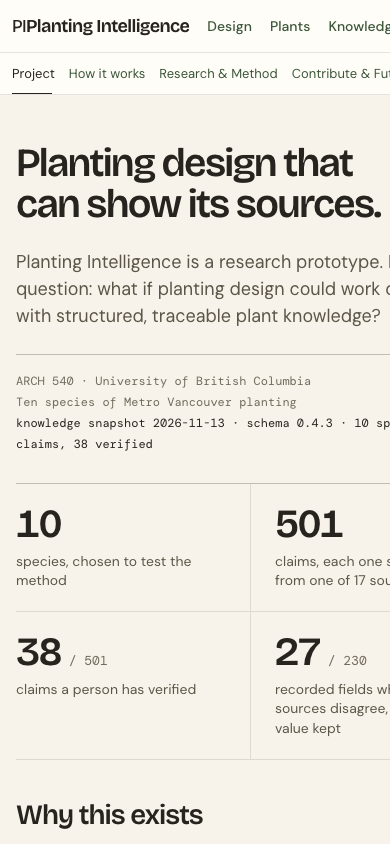 PIPlanting Intelligence Design Plants Knowledg
Project How it works Research & Method Contribute & Fut
Planting design that
can show its sources.
Planting Intelligence is a research prototype.
question: what if planting design could work
with structured, traceable plant knowledge?
ARCH 540 · University of British Columbia
Ten species of Metro Vancouver planting
knowledge snapshot 2026-11-13 · schema 0.4.3 · 10 sp
claims, 38 verified
10
species, chosen to test the
method
501
claims, each one s
from one of 17 sou
38 / 501
claims a person has verified
27 / 230
recorded fields wh
sources disagree,
value kept
Why this exists